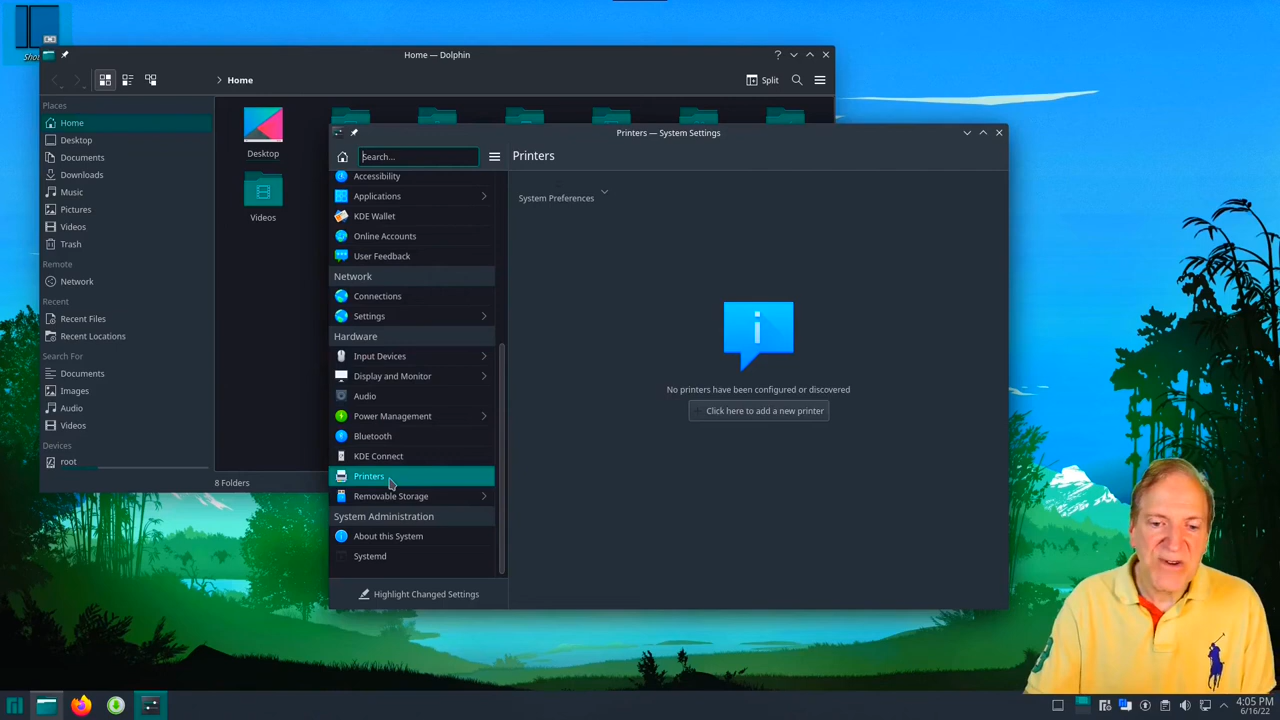 Home — Dolphin
Home
Split
Places
Home
Desktop
Documents
Downloads
Music
Pictures
Videos
Trash
Remote
Network
Recent
Recent Files
Recent Locations
Search For
Documents
Images
Audio
Videos
Devices
root
Desktop
Videos
8 Folders
Printers — System Settings
Search...
Printers
Accessibility
Applications
KDE Wallet
Online Accounts
User Feedback
Network
Connections
Settings
Hardware
Input Devices
Display and Monitor
Audio
Power Management
Bluetooth
KDE Connect
Printers
Removable Storage
System Administration
About this System
Systemd
Highlight Changed Settings
System Preferences
No printers have been configured or discovered
Click here to add a new printer
4:05 PM
6/16/22